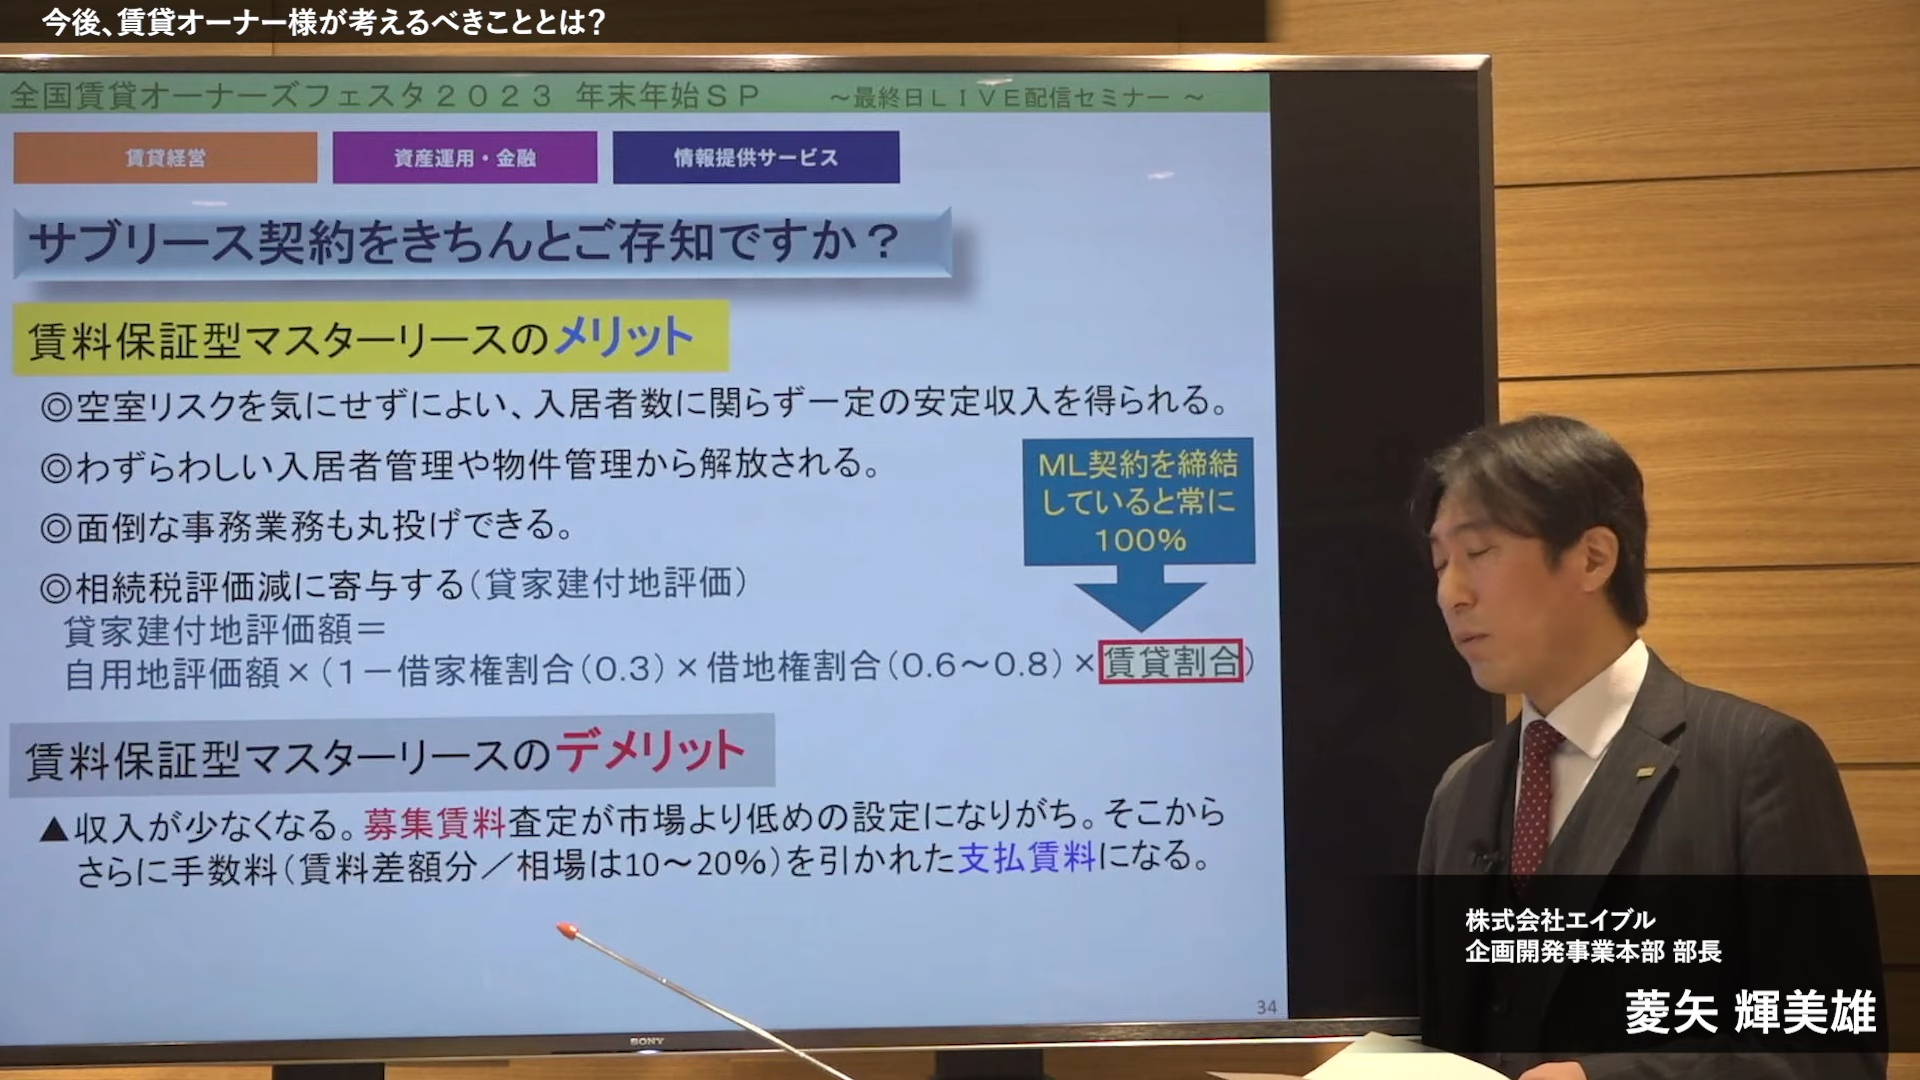 今後、賃貸オーナー様が考えるべきこととは？
全国賃貸オーナーズフェスタ２０２３ 年末年始ＳＰ ～最終日ＬＩＶＥ配信セミナー ～
賃貸経営
資産運用・金融
情報提供サービス
サブリース契約をきちんとご存知ですか？
賃料保証型マスターリースのメリット
◎空室リスクを気にせずによい、入居者数に関らず一定の安定収入を得られる。
◎わずらわしい入居者管理や物件管理から解放される。
◎面倒な事務業務も丸投げできる。
ML契約を締結
していると常に
100％
◎相続税評価減に寄与する（貸家建付地評価）
貸家建付地評価額＝
自用地評価額×（１－借家権割合（0.3）×借地権割合（0.6～0.8）×賃貸割合）
賃料保証型マスターリースのデメリット
▲収入が少なくなる。募集賃料査定が市場より低めの設定になりがち。そこから
さらに手数料（賃料差額分／相場は10～20％）を引かれた支払賃料になる。
34
SONY
株式会社エイブル
企画開発事業本部 部長
菱矢 輝美雄